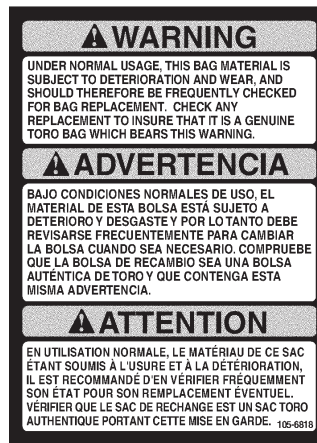 WARNING
UNDER NORMAL USAGE, THIS BAG MATERIAL IS
SUBJECT TO DETERIORATION AND WEAR, AND
SHOULD THEREFORE BE FREQUENTLY CHECKED
FOR BAG REPLACEMENT. CHECK ANY
REPLACEMENT TO INSURE THAT IT IS A GENUINE
TORO BAG WHICH BEARS THIS WARNING.
ADVERTENCIA
BAJO CONDICIONES NORMALES DE USO, EL
MATERIAL DE ESTA BOLSA ESTÁ SUJETO A
DETERIORO Y DESGASTE Y POR LO TANTO DEBE
REVISARSE FRECUENTEMENTE PARA CAMBIAR
LA BOLSA CUANDO SEA NECESARIO. COMPRUEBE
QUE LA BOLSA DE RECAMBIO SEA UNA BOLSA
AUTÉNTICA DE TORO Y QUE CONTENGA ESTA
MISMA ADVERTENCIA.
ATTENTION
EN UTILISATION NORMALE, LE MATÉRIAU DE CE SAC
ÉTANT SOUMIS À L'USURE ET À LA DÉTÉRIORATION,
IL EST RECOMMANDÉ D'EN VÉRIFIER FRÉQUEMMENT
SON ÉTAT POUR SON REMPLACEMENT ÉVENTUEL.
VÉRIFIER QUE LE SAC DE RECHANGE EST UN SAC TORO
AUTHENTIQUE PORTANT CETTE MISE EN GARDE. 105-6818